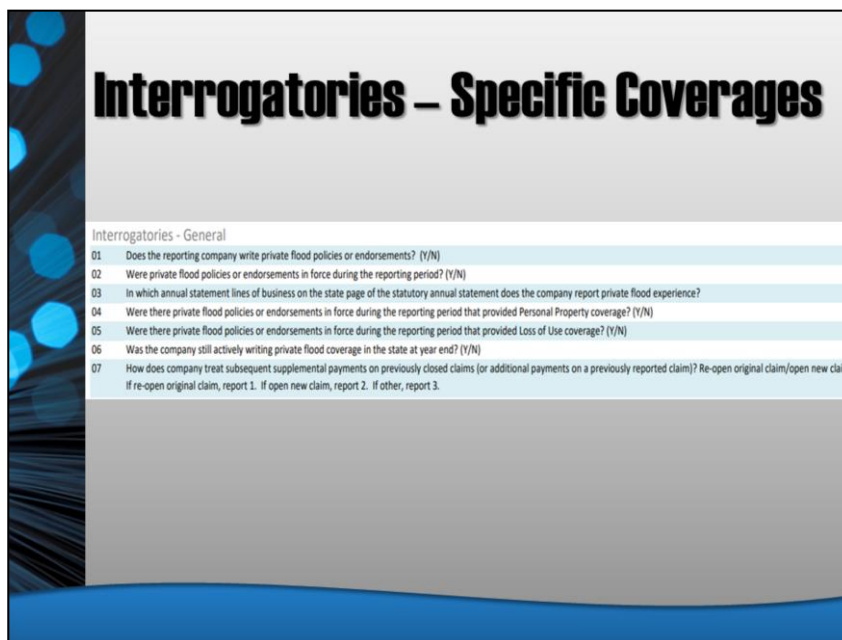 Interrogatories – Specific Coverages
Interrogatories - General
01 Does the reporting company write private flood policies or endorsements? (Y/N)
02 Were private flood policies or endorsements in force during the reporting period? (Y/N)
03 In which annual statement lines of business on the state page of the statutory annual statement does the company report private flood experience?
04 Were there private flood policies or endorsements in force during the reporting period that provided Personal Property coverage? (Y/N)
05 Were there private flood policies or endorsements in force during the reporting period that provided Loss of Use coverage? (Y/N)
06 Was the company still actively writing private flood coverage in the state at year end? (Y/N)
07 How does company treat subsequent supplemental payments on previously closed claims (or additional payments on a previously reported claim)? Re-open original claim/open new
If re-open original claim, report 1. If open new claim, report 2. If other, report 3.